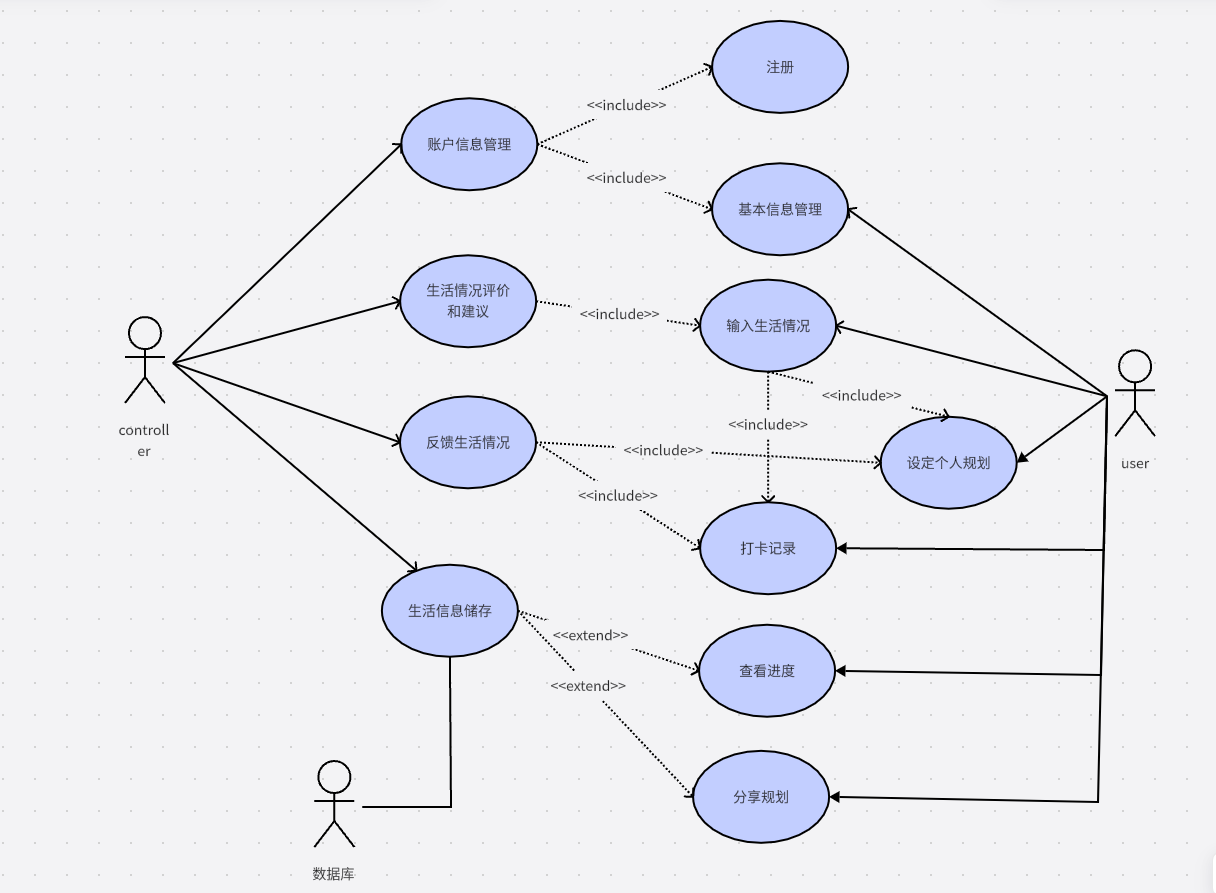 注册
<<include>>
账户信息管理
<<include>>
基本信息管理
生活情况评价
和建议
<<include>>
输入生活情况
<<include>>
<<include>>
controll
er
反馈生活情况
<<include>>
设定个人规划
user
<<include>>
打卡记录
生活信息储存
<<extend>>
查看进度
<<extend>>
分享规划
数据库